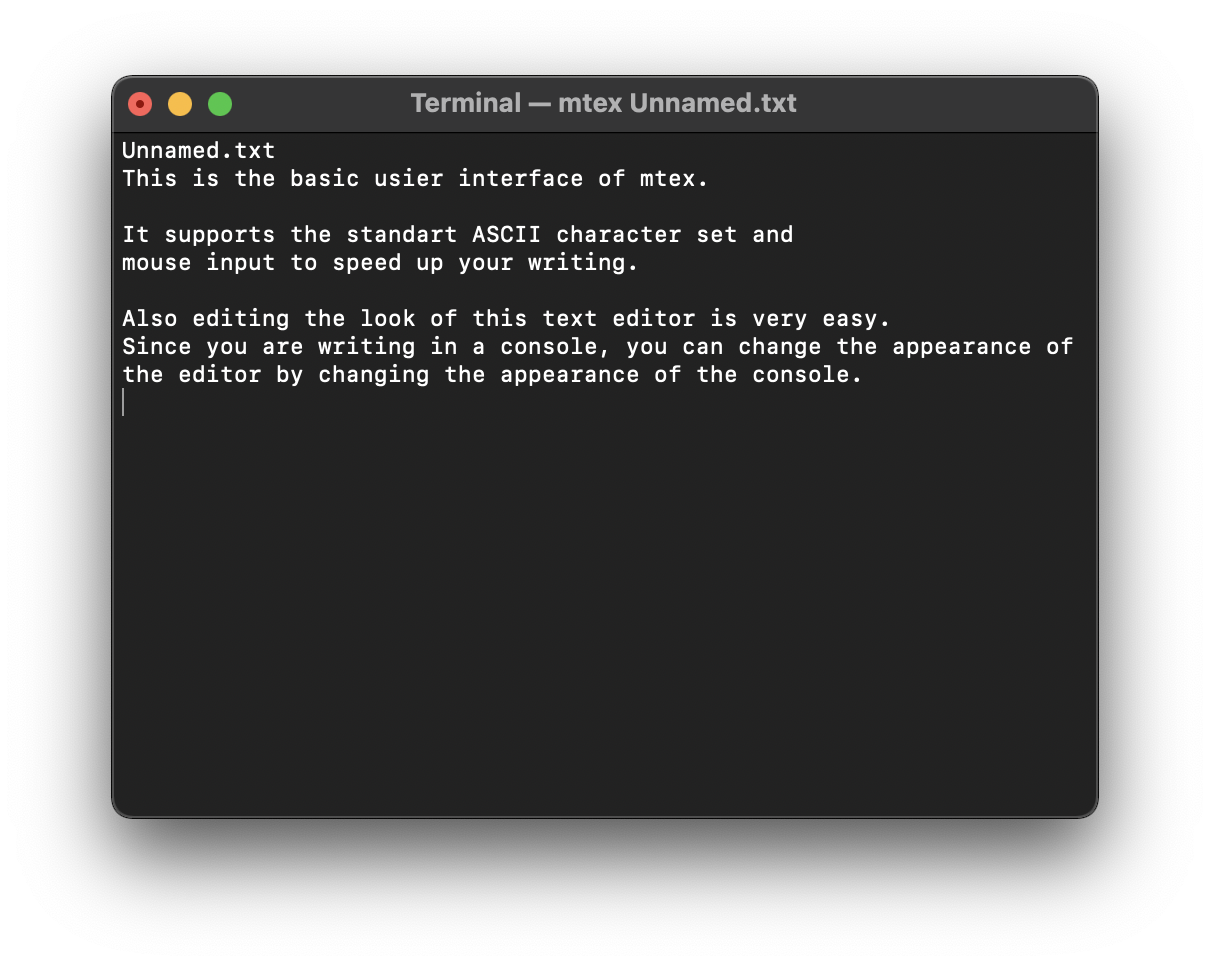 Terminal — mtex Unnamed.txt
Unnamed.txt
This is the basic usier interface of mtex.
It supports the standart ASCII character set and
mouse input to speed up your writing.
Also editing the look of this text editor is very easy.
Since you are writing in a console, you can change the appearance of
the editor by changing the appearance of the console.